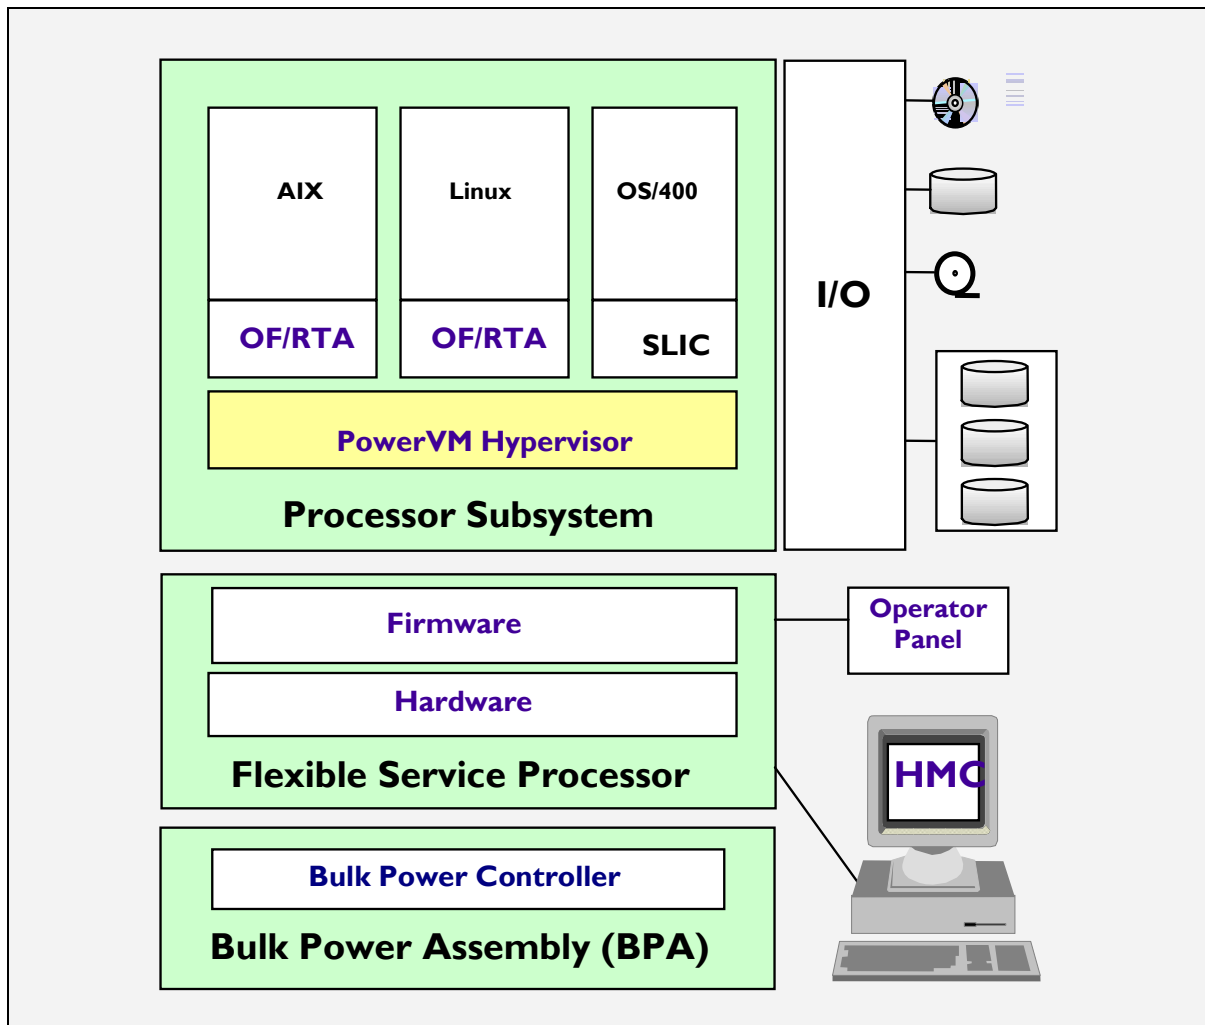 AIX
Linux
OS/400
OF/RTA
OF/RTA
SLIC
PowerVM Hypervisor
Processor Subsystem
I/O
Firmware
Hardware
Flexible Service Processor
Operator
Panel
HMC
Bulk Power Controller
Bulk Power Assembly (BPA)